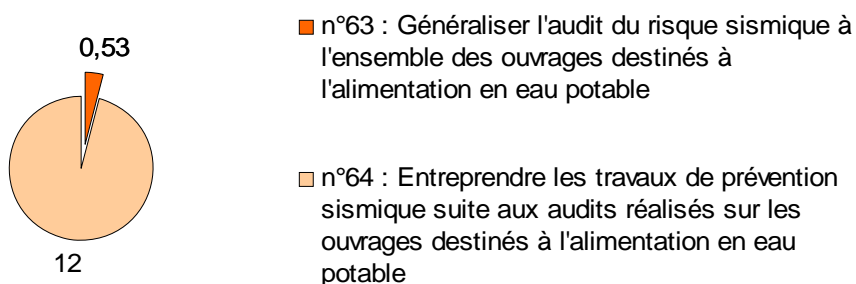 0,53
12
n°63 : Généraliser l'audit du risque sismique à
l'ensemble des ouvrages destinés à
l'alimentation en eau potable
n°64 : Entreprendre les travaux de prévention
sismique suite aux audits réalisés sur les
ouvrages destinés à l'alimentation en eau
potable